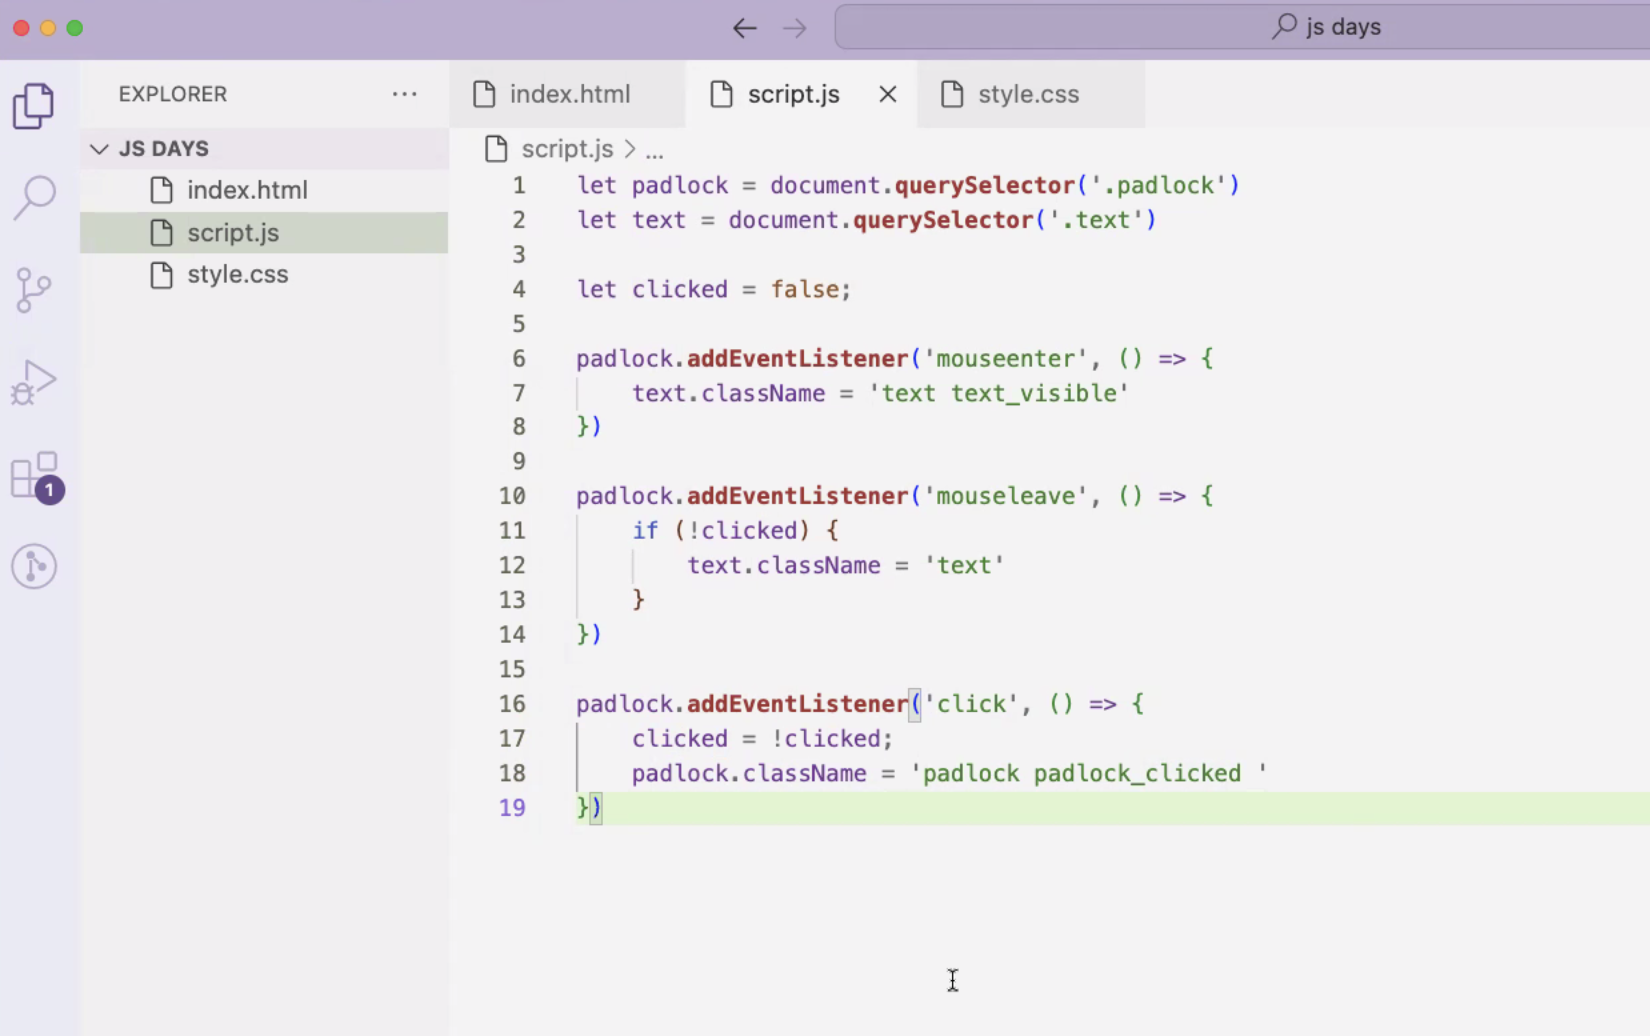 js days
EXPLORER ...
index.html
script.js
style.css
JS DAYS
index.html
script.js
style.css
1
script.js > ...
1 let padlock = document.querySelector('.padlock')
2 let text = document.querySelector('.text')
3
4 let clicked = false;
5
6 padlock.addEventListener('mouseenter', () => {
7     text.className = 'text text_visible'
8 })
9
10 padlock.addEventListener('mouseleave', () => {
11     if (!clicked) {
12         text.className = 'text'
13     }
14 })
15
16 padlock.addEventListener('click', () => {
17     clicked = !clicked;
18     padlock.className = 'padlock padlock_clicked '
19 })